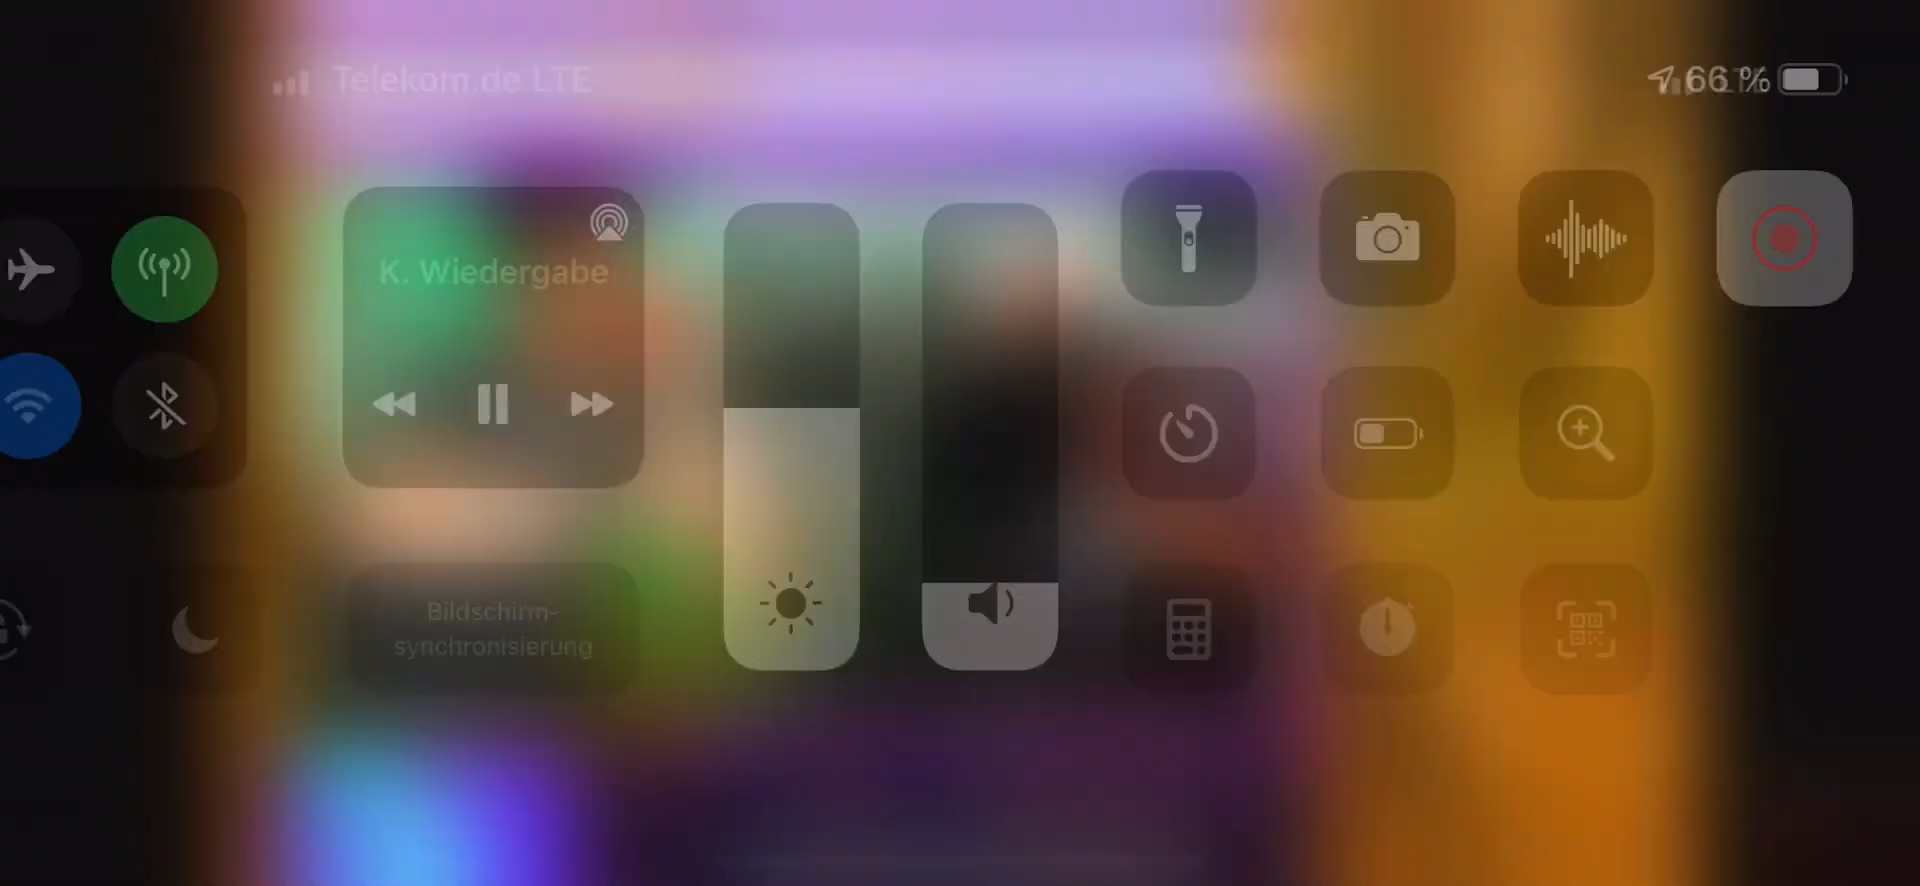 Telekom.de LTE
66 %
K. Wiedergabe
Bildschirm-
synchronisierung